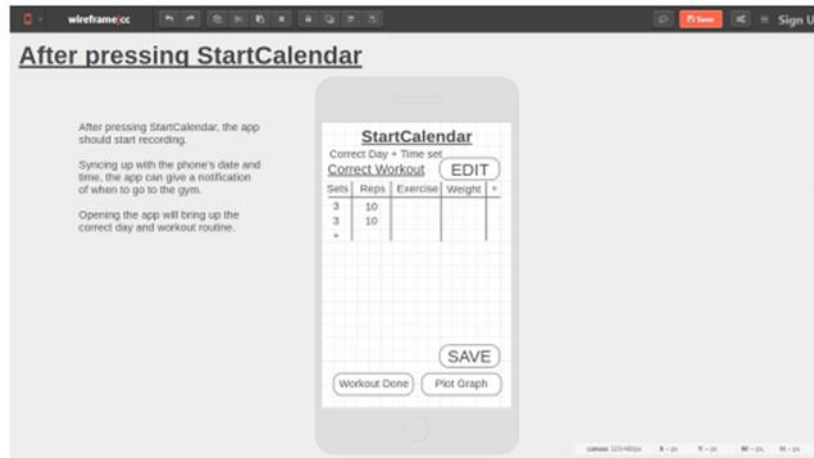 wireframe|cc
Save
Sign U
After pressing StartCalendar
After pressing StartCalendar, the app
should start recording.
Syncing up with the phone's date and
time, the app can give a notification
of when to go to the gym.
Opening the app will bring up the
correct day and workout routine.
StartCalendar
Correct Day + Time set
Correct Workout
EDIT
Sets Reps Exercise Weight +
3 10
3 10
+
SAVE
Workout Done
Plot Graph